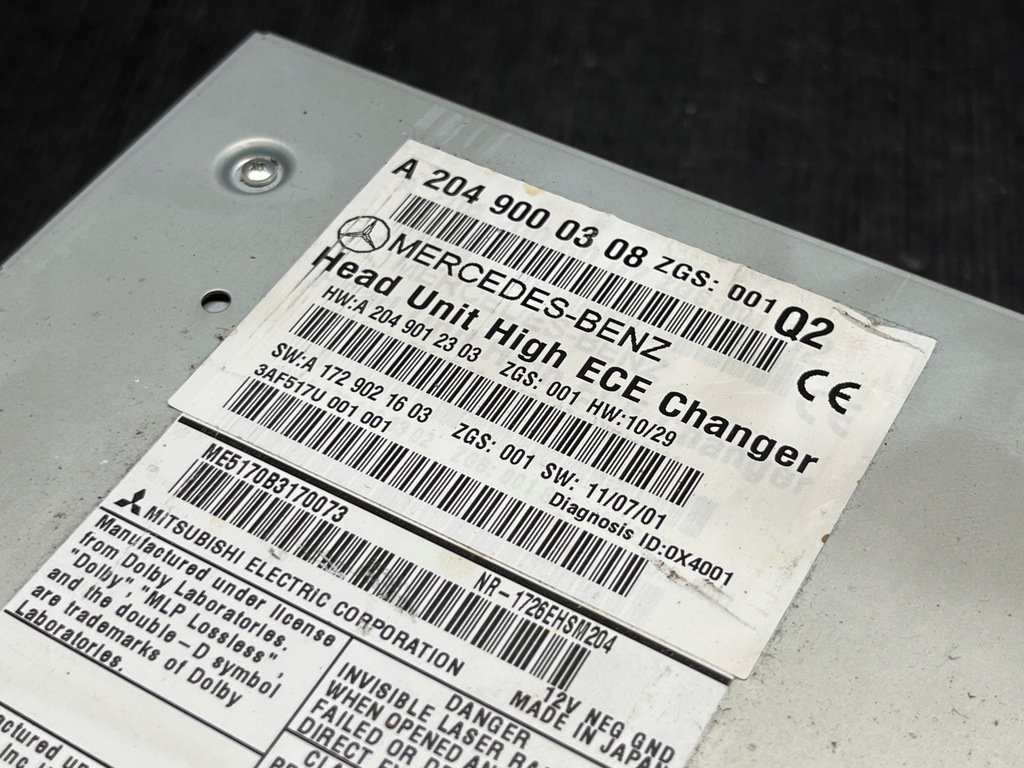 A 204 900 03 08 ZGS: 001 Q2
MERCEDES-BENZ
CE
Head Unit High ECE Changer
HW:A 204 901 23 03 ZGS: 001 HW:10/29
SW:A 172 902 16 03 ZGS: 001 SW: 11/07/01
3AF517U 001 001
Diagnosis ID:0X4001
ME5170B3170073
NR-1726EHSM204
MITSUBISHI ELECTRIC CORPORATION
12V NEG GND
MADE IN JAPAN
Manufactured under license
from Dolby Laboratories.
"Dolby", "MLP Lossless",
and the double-D symbol
are trademarks of Dolby
Laboratories.
DANGER
INVISIBLE LASER
WHEN OPENED AND
FAILED OR
DIRECT